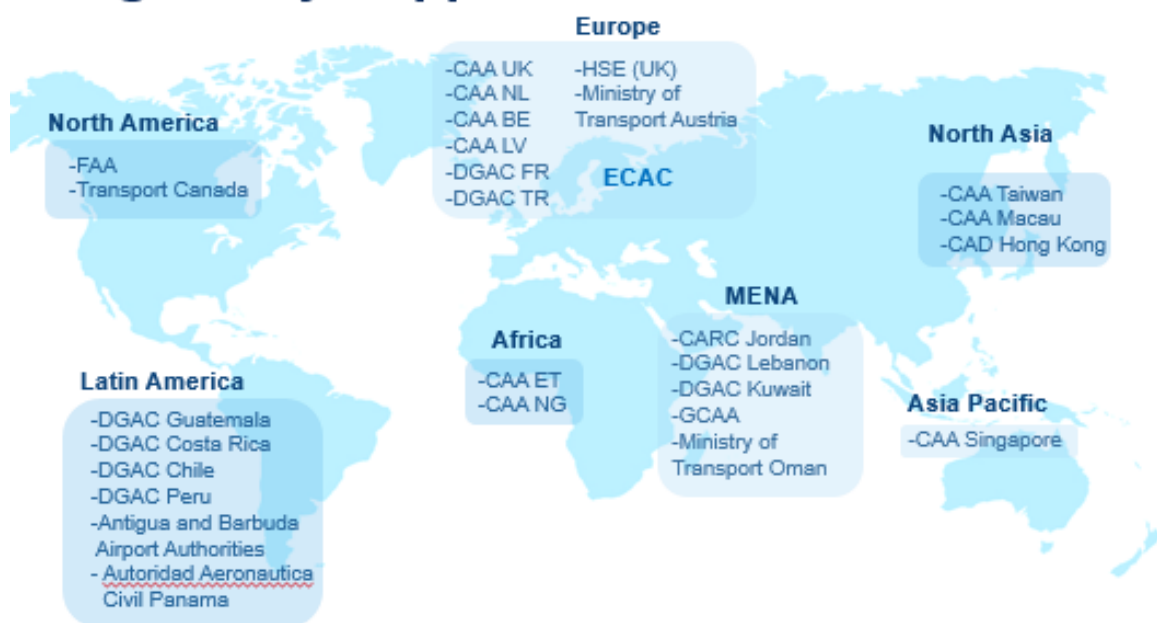 Europe
-CAA UK
-CAA NL
-CAA BE
-CAA LV
-DGAC FR
-DGAC TR
-HSE (UK)
-Ministry of
Transport Austria
ECAC
North America
-FAA
-Transport Canada
North Asia
-CAA Taiwan
-CAA Macau
-CAD Hong Kong
MENA
-CARC Jordan
-DGAC Lebanon
-DGAC Kuwait
-GCAA
-Ministry of
Transport Oman
Africa
-CAA ET
-CAA NG
Latin America
-DGAC Guatemala
-DGAC Costa Rica
-DGAC Chile
-DGAC Peru
-Antigua and Barbuda
Airport Authorities
- Autoridad Aeronautica
Civil Panama
Asia Pacific
-CAA Singapore